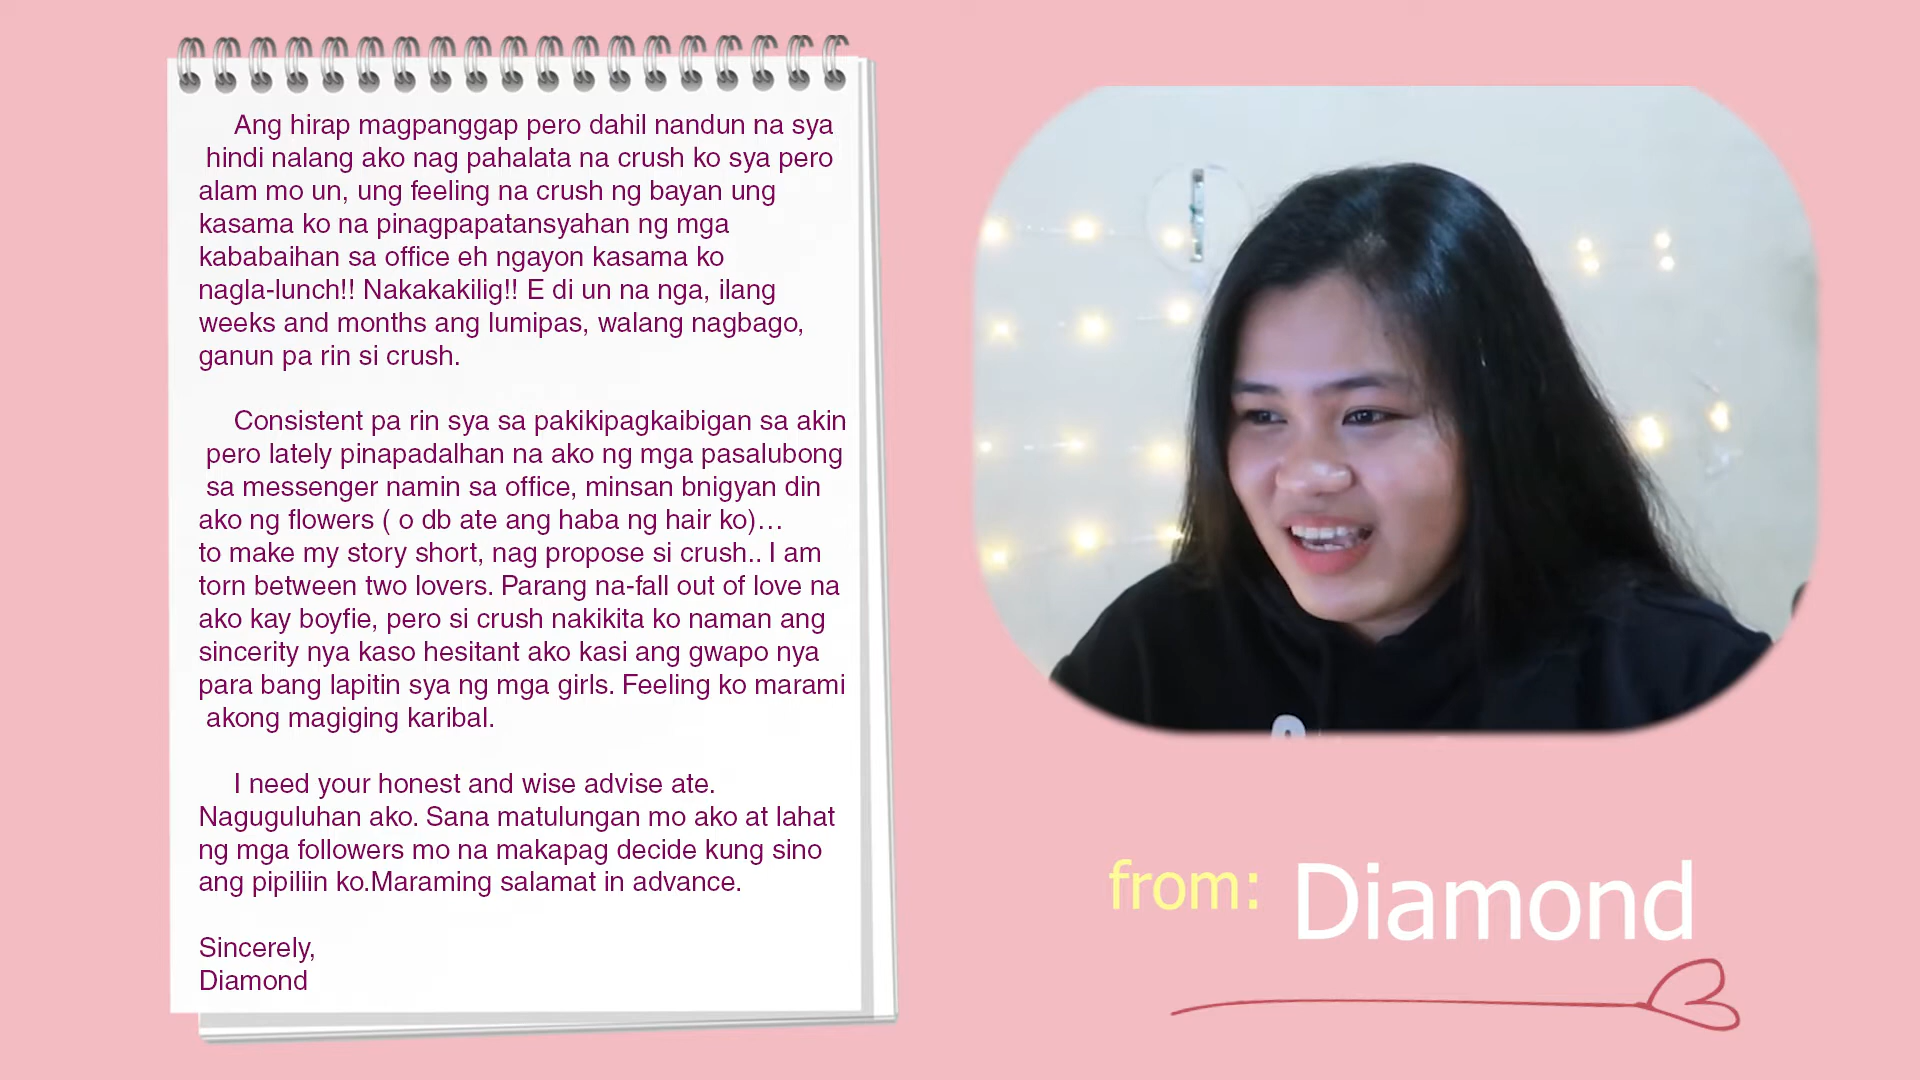 Ang hirap magpanggap pero dahil nandun na sya
hindi nalang ako nag pahalata na crush ko sya pero
alam mo un, ung feeling na crush ng bayan ung
kasama ko na pinagpapatansyahan ng mga
kababaihan sa office eh ngayon kasama ko
nagla-lunch!! Nakakakilig!! E di un na nga, ilang
weeks and months ang lumipas, walang nagbago,
ganun pa rin si crush.
Consistent pa rin sya sa pakikipagkaibigan sa akin
pero lately pinapadalhan na ako ng mga pasalubong
sa messenger namin sa office, minsan bnigyan din
ako ng flowers ( o db ate ang haba ng hair ko)…
to make my story short, nag propose si crush.. I am
torn between two lovers. Parang na-fall out of love na
ako kay boyfie, pero si crush nakikita ko naman ang
sincerity nya kaso hesitant ako kasi ang gwapo nya
para bang lapitin sya ng mga girls. Feeling ko marami
akong magiging karibal.
I need your honest and wise advise ate.
Naguguluhan ako. Sana matulungan mo ako at lahat
ng mga followers mo na makapag decide kung sino
ang pipiliin ko.Maraming salamat in advance.
Sincerely,
Diamond
from: Diamond